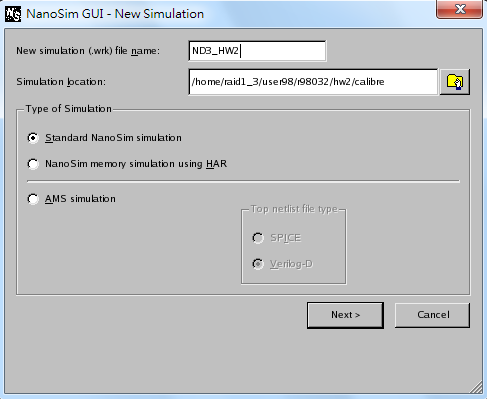 NS NanoSim GUI - New Simulation
New simulation (.wrk) file name: ND3_HW2
Simulation location: /home/raid1_3/user98/r98032/hw2/calibre
Type of Simulation
Standard NanoSim simulation
NanoSim memory simulation using HAR
AMS simulation
Top netlist file type
SPICE
Verilog-D
Next > Cancel